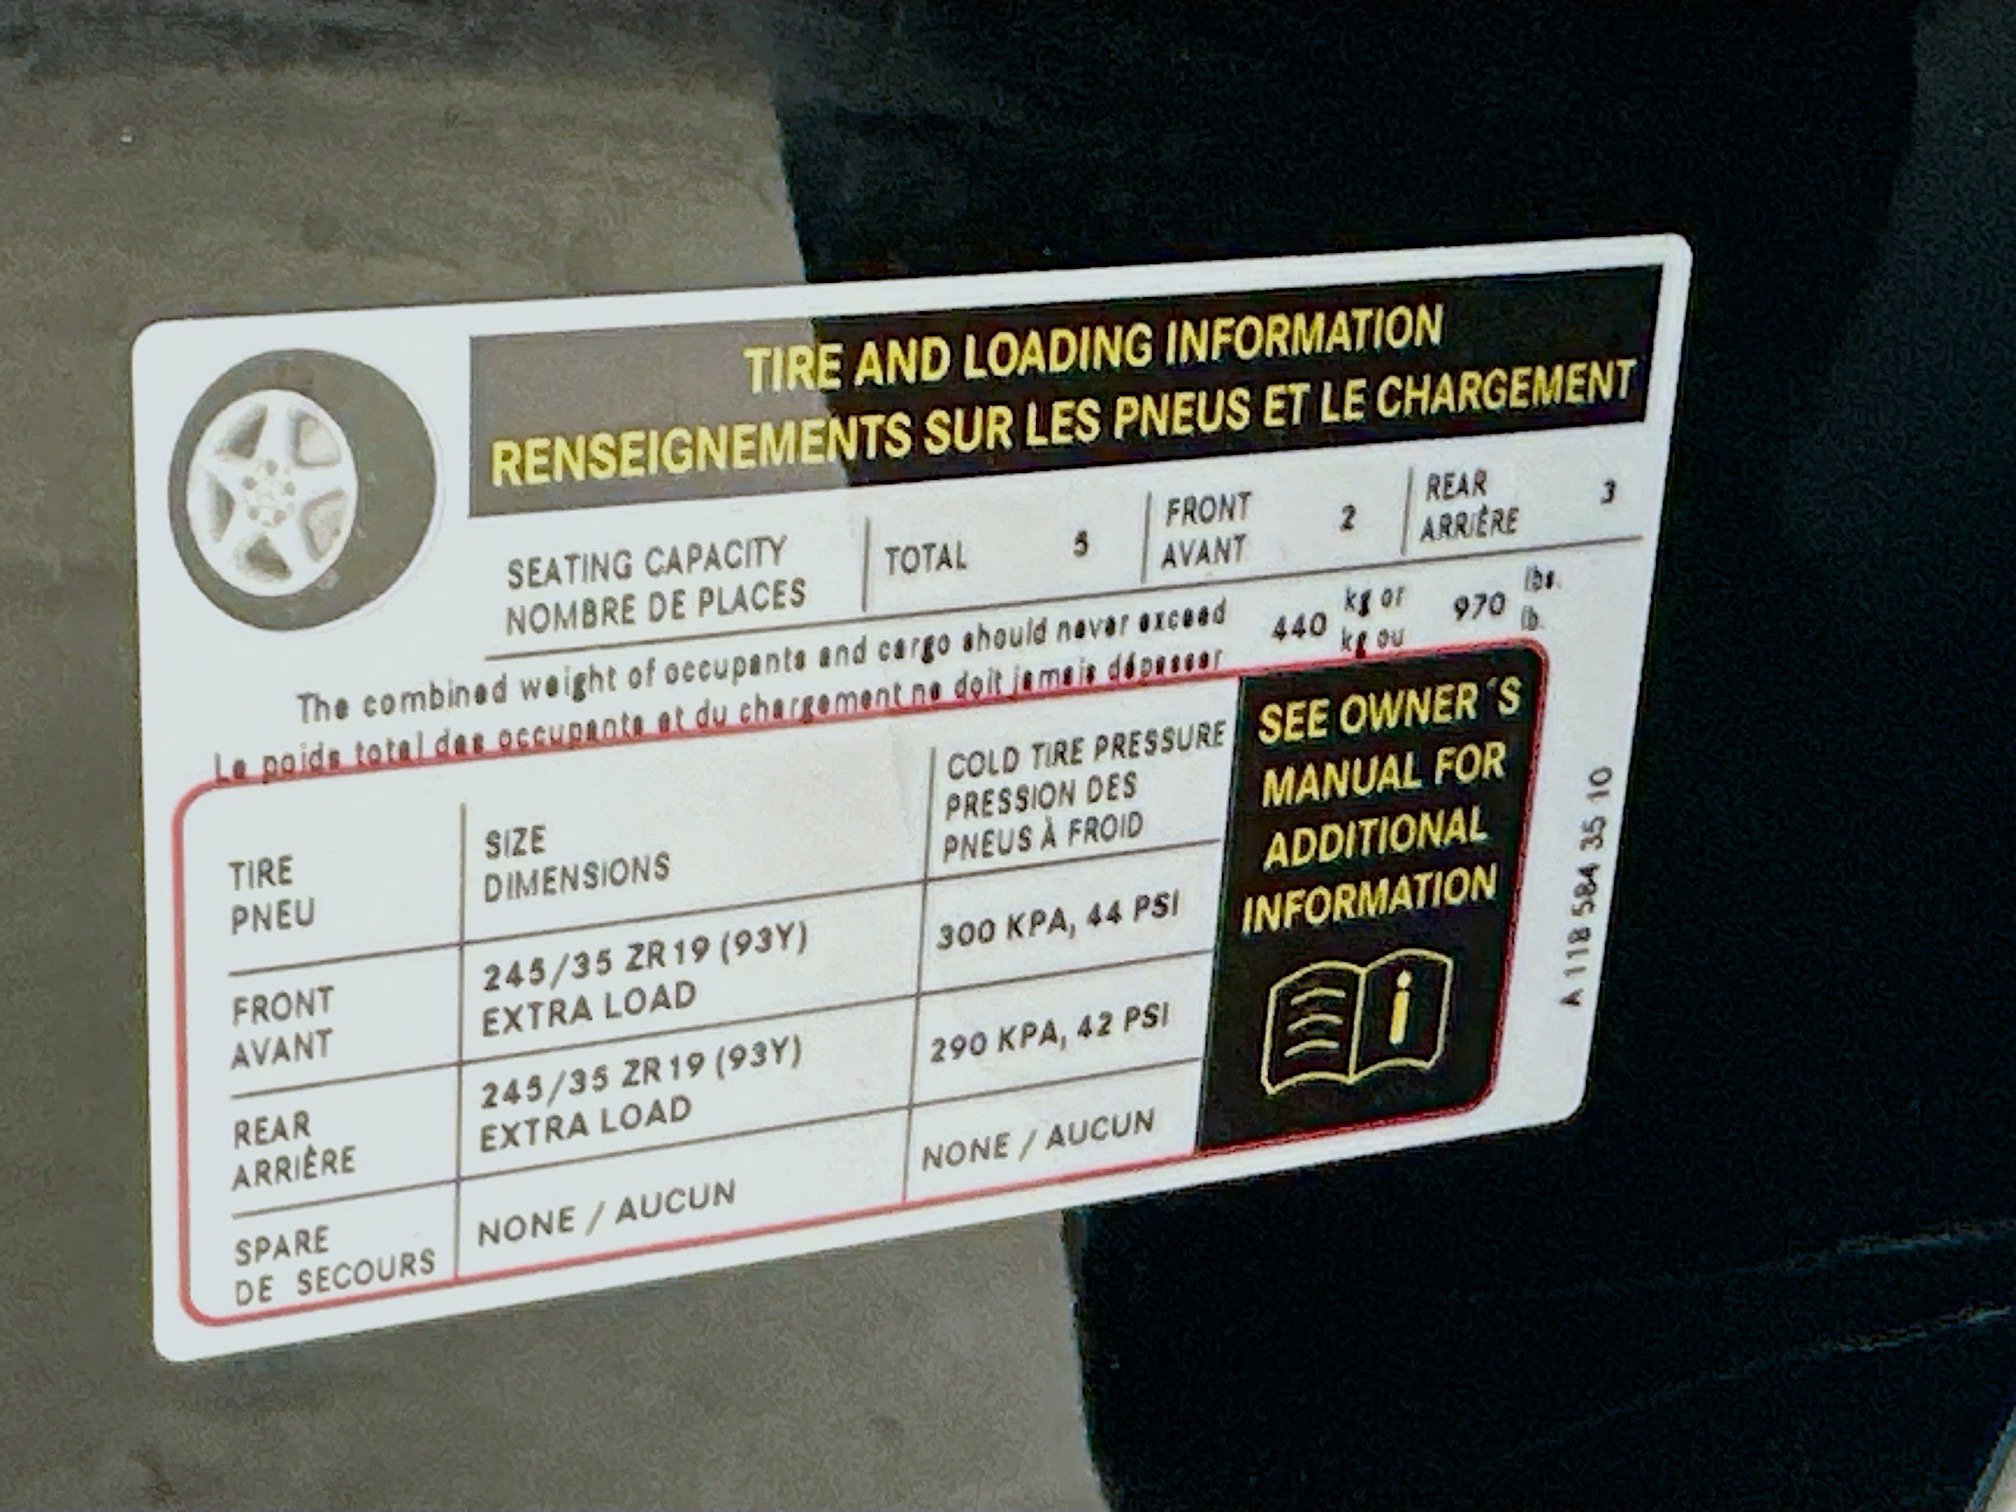 TIRE AND LOADING INFORMATION
RENSEIGNEMENTS SUR LES PNEUS ET LE CHARGEMENT
SEATING CAPACITY
NOMBRE DE PLACES
TOTAL 5
FRONT
AVANT
2
REAR
ARRIÈRE
3
The combined weight of occupants and cargo should never exceed 440 kg or 970 lbs.
Le poids total des occupants et du chargement ne doit jamais dépasser kg ou lb.
TIRE
PNEU
SIZE
DIMENSIONS
COLD TIRE PRESSURE
PRESSION DES
PNEUS À FROID
FRONT
AVANT
245/35 ZR19 (93Y)
EXTRA LOAD
300 KPA, 44 PSI
REAR
ARRIÈRE
245/35 ZR19 (93Y)
EXTRA LOAD
290 KPA, 42 PSI
SPARE
DE SECOURS
NONE / AUCUN
NONE / AUCUN
SEE OWNER´S
MANUAL FOR
ADDITIONAL
INFORMATION
i
A 118 584 35 10